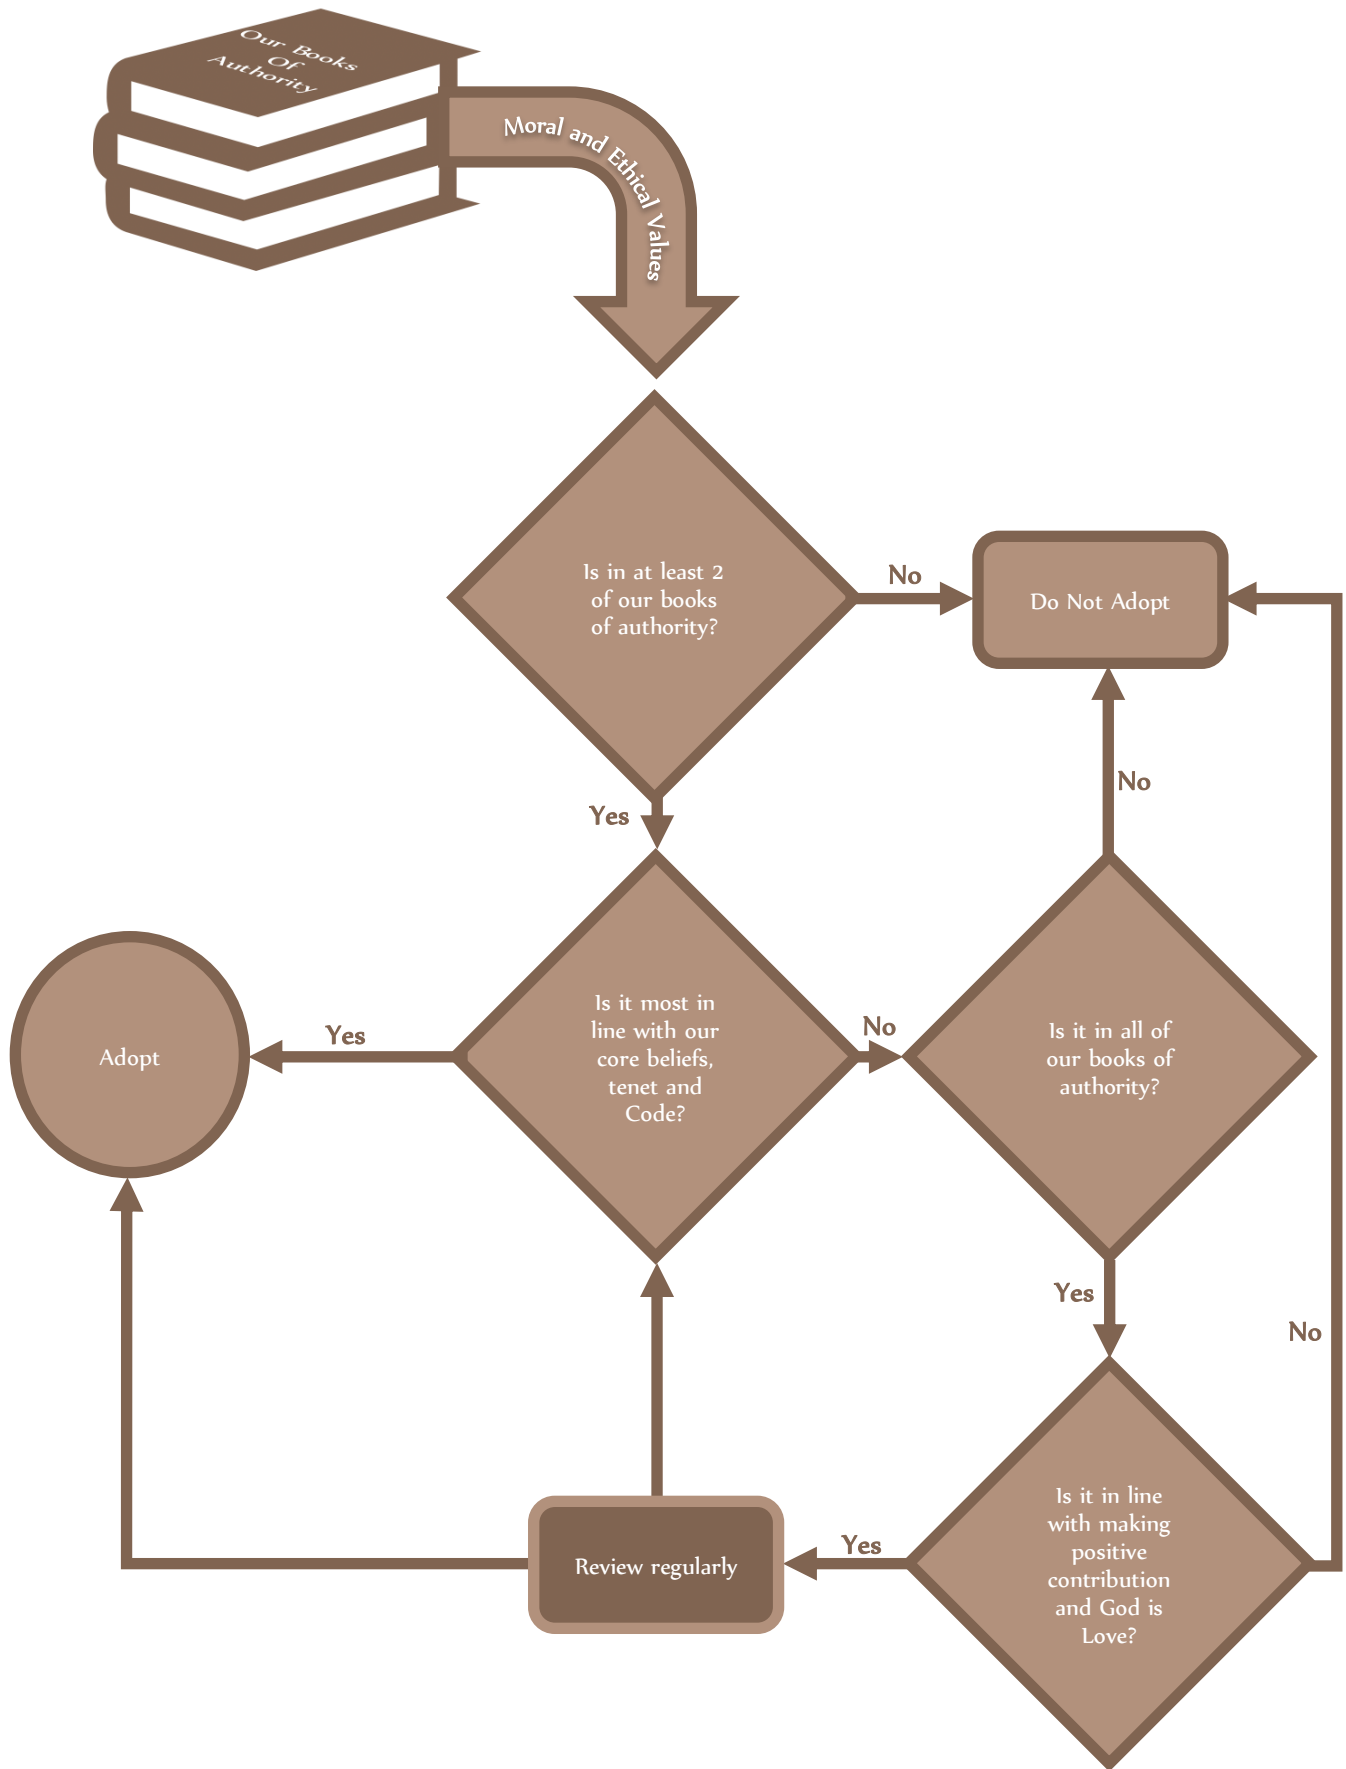 Our Books
Of
Authority
Moral and Ethical Values
Is in at least 2
of our books
of authority?
No
Do Not Adopt
No
Yes
Is it most in
line with our
core beliefs,
tenet and
Code?
Yes
Adopt
No
Is it in all of
our books of
authority?
Yes
No
Is it in line
with making
positive
contribution
and God is
Love?
Yes
Review regularly